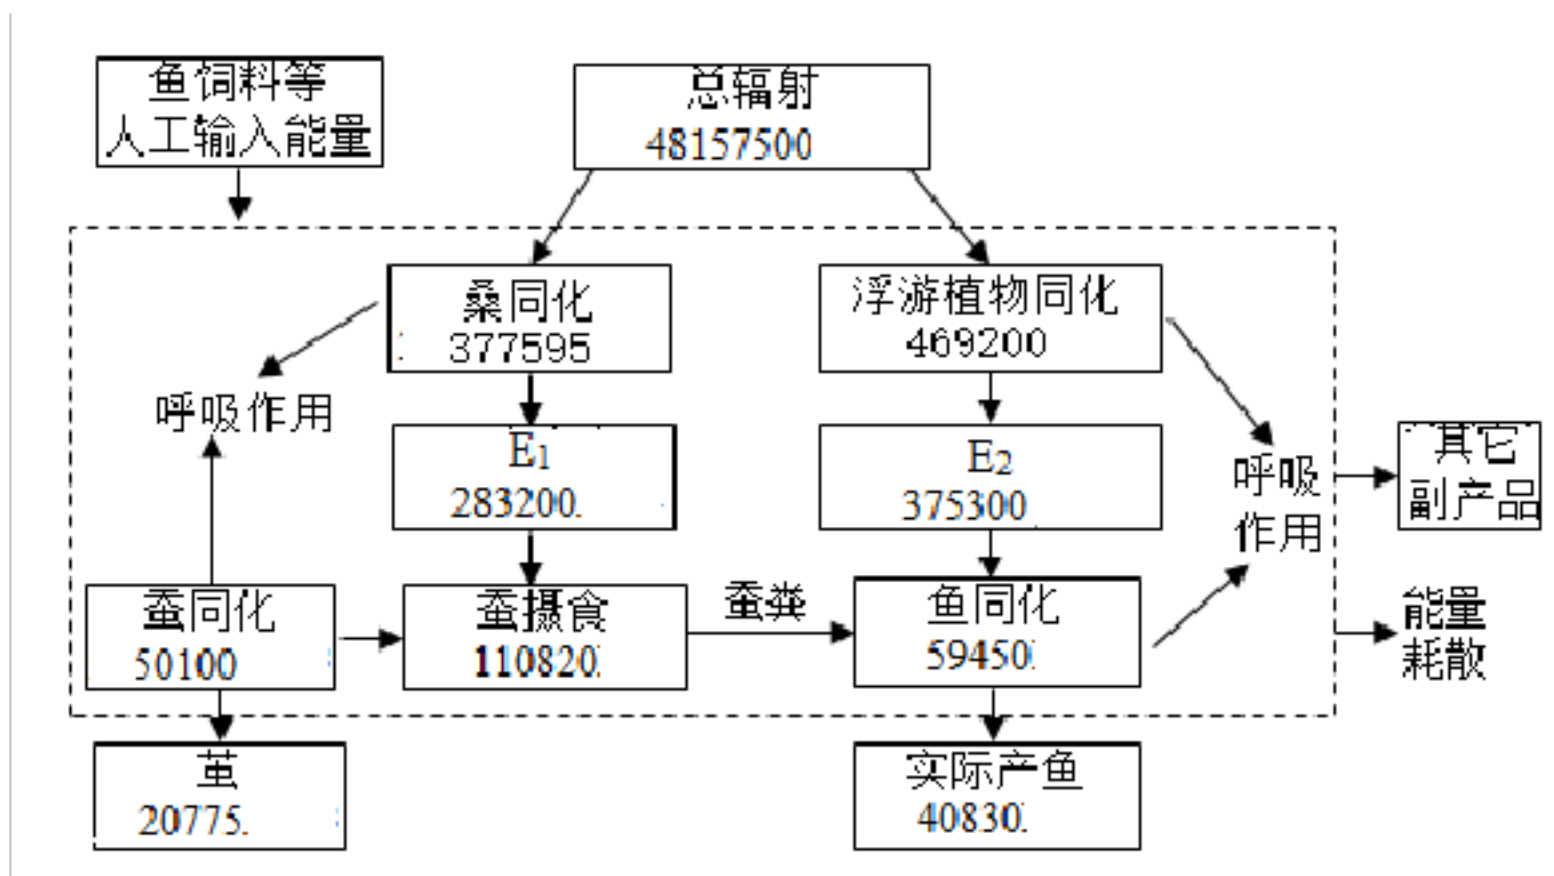 鱼饲料等
人工输入能量
总辐射
48157500
桑同化
377595
浮游植物同化
469200
呼吸作用
E1
283200
E2
375300
呼吸
作用
其它
副产品
蚕同化
50100
蚕摄食
110820
蚕粪
鱼同化
59450
能量
耗散
茧
20775
实际产鱼
40830